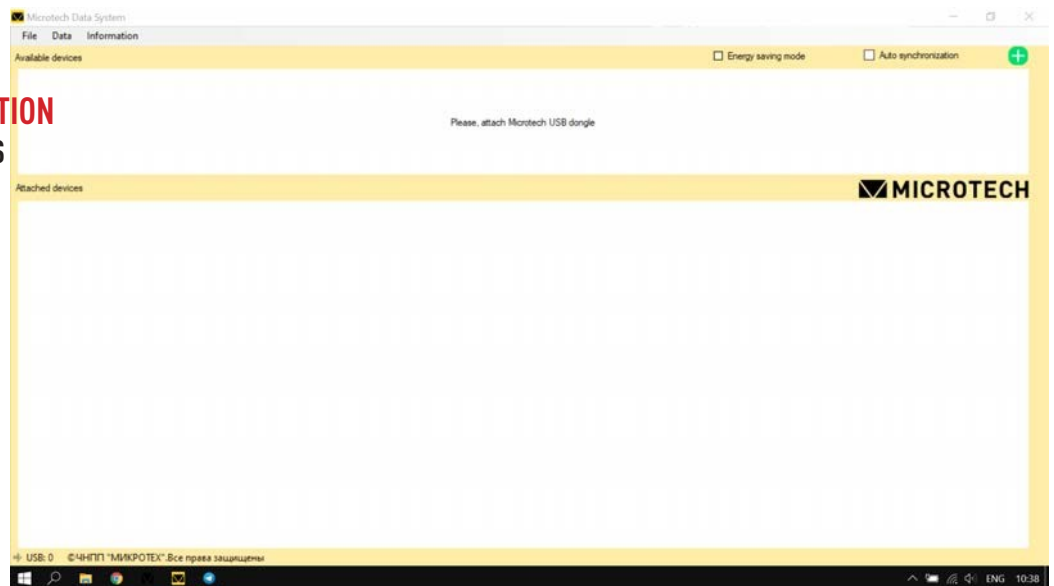 Microtech Data System
File Data Information
Available devices
Energy saving mode
Auto synchronization
TION
S
Please, attach Microtech USB dongle
Attached devices
MICROTECH
USB: 0 ©ЧНПП "МИКРОТЕХ".Все права защищены
ENG 10:38